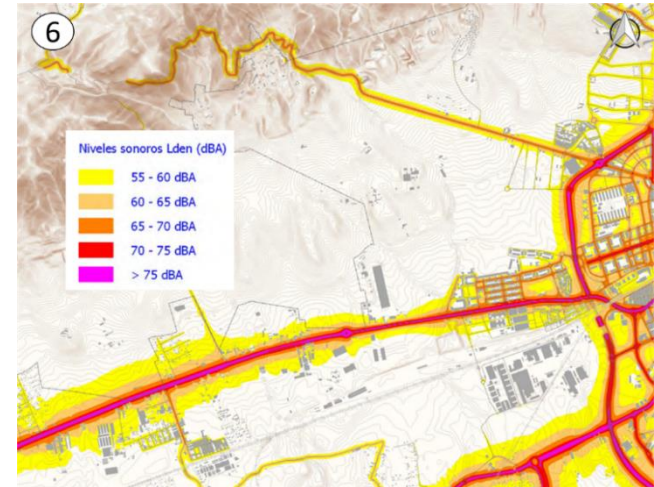 6
Niveles sonoros Lden (dBA)
55 - 60 dBA
60 - 65 dBA
65 - 70 dBA
70 - 75 dBA
> 75 dBA